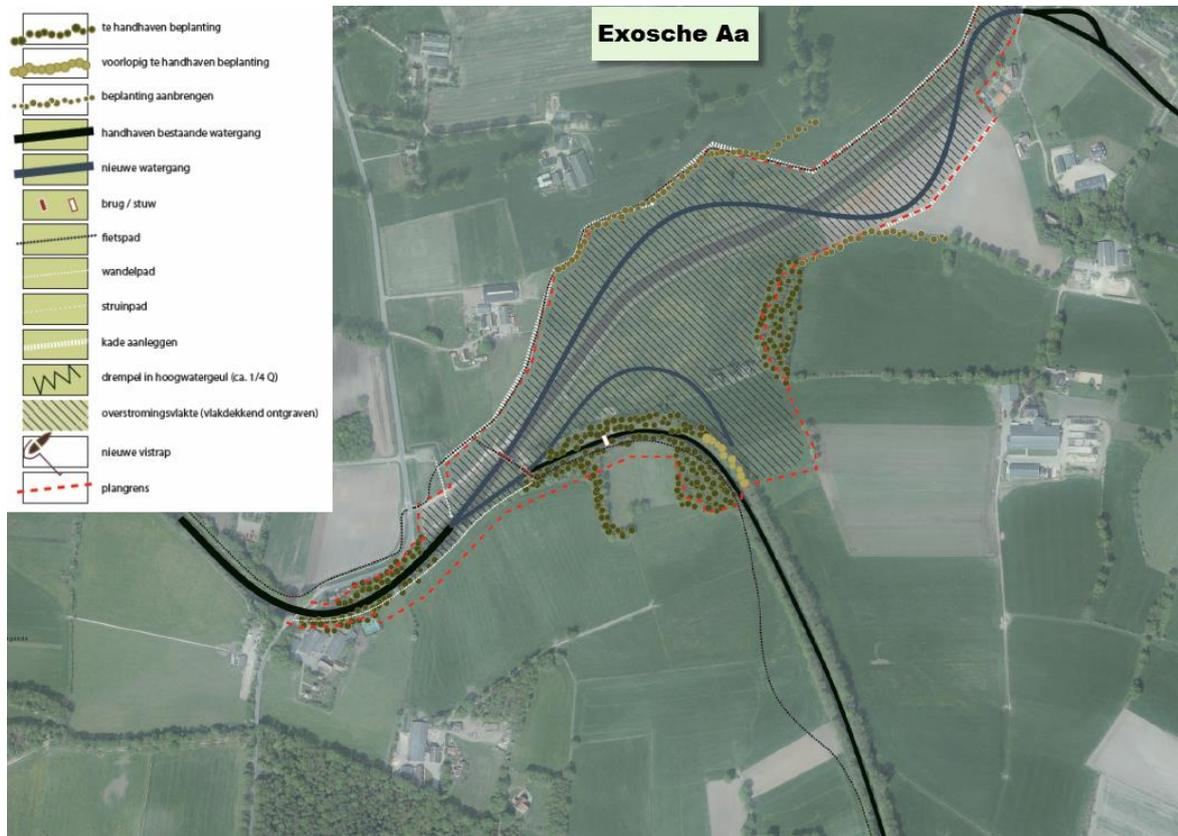 Exosche Aa
te handhaven beplanting
voorlopig te handhaven beplanting
beplanting aanbrengen
handhaven bestaande watergang
nieuwe watergang
brug / stuw
fietspad
wandelpad
struinpad
kade aanleggen
drempel in hoogwatergeul (ca. 1/4 Q)
overstromingsvlakte (vlakdekkend ontgraven)
nieuwe vistrap
plangrens